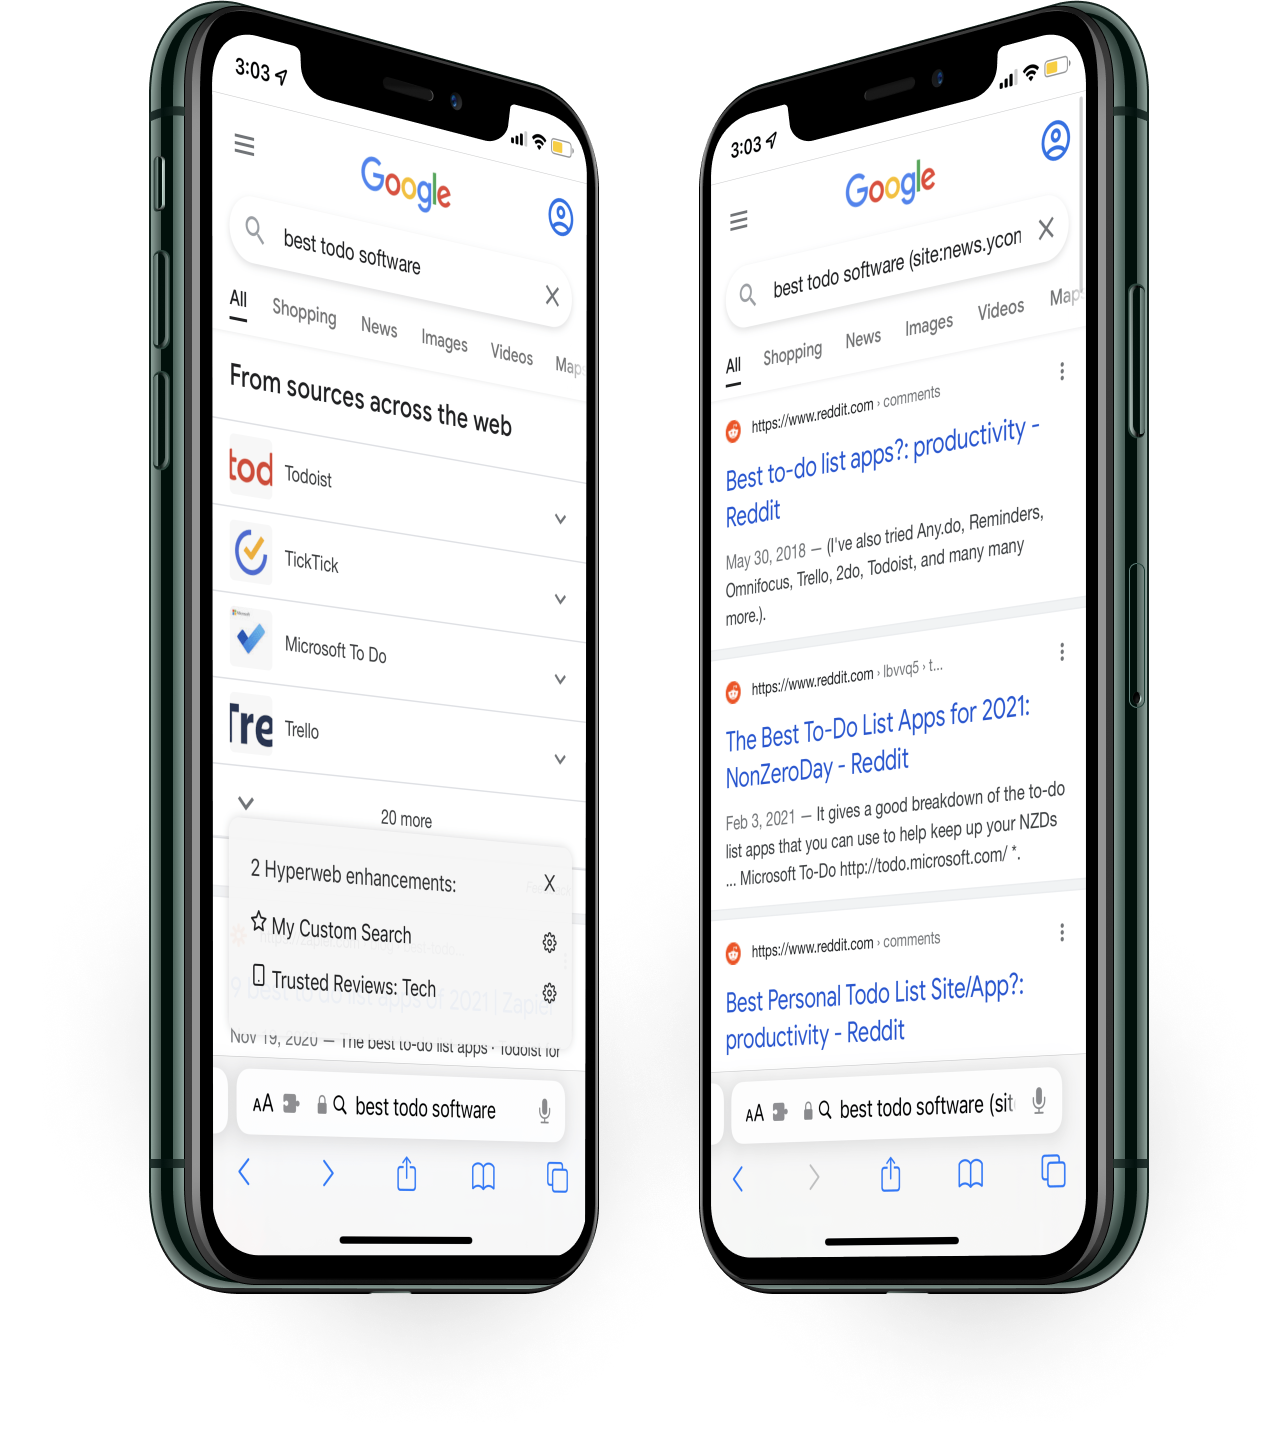 3:03
Google
best todo software
All Shopping News Images Videos Maps
From sources across the web
tod
Todoist
TickTick
Microsoft
Microsoft To Do
Tre
Trello
20 more
2 Hyperweb enhancements:
My Custom Search
Trusted Reviews: Tech
9 best to-do list apps of 2021 | Zapier
Nov 19, 2020 — The best to-do list apps · Todoist for
AA best todo software
3:03
Google
best todo software (site:news.ycon
All Shopping News Images Videos Maps
https://www.reddit.com › comments
Best to-do list apps?: productivity -
Reddit
May 30, 2018 — (I've also tried Any.do, Reminders,
Omnifocus, Trello, 2do, Todoist, and many many
more.).
https://www.reddit.com › lbvvq5 › t...
The Best To-Do List Apps for 2021:
NonZeroDay - Reddit
Feb 3, 2021 — It gives a good breakdown of the to-do
list apps that you can use to help keep up your NZDs
... Microsoft To-Do http://todo.microsoft.com/ *.
https://www.reddit.com › comments
Best Personal Todo List Site/App?:
productivity - Reddit
AA best todo software (sit